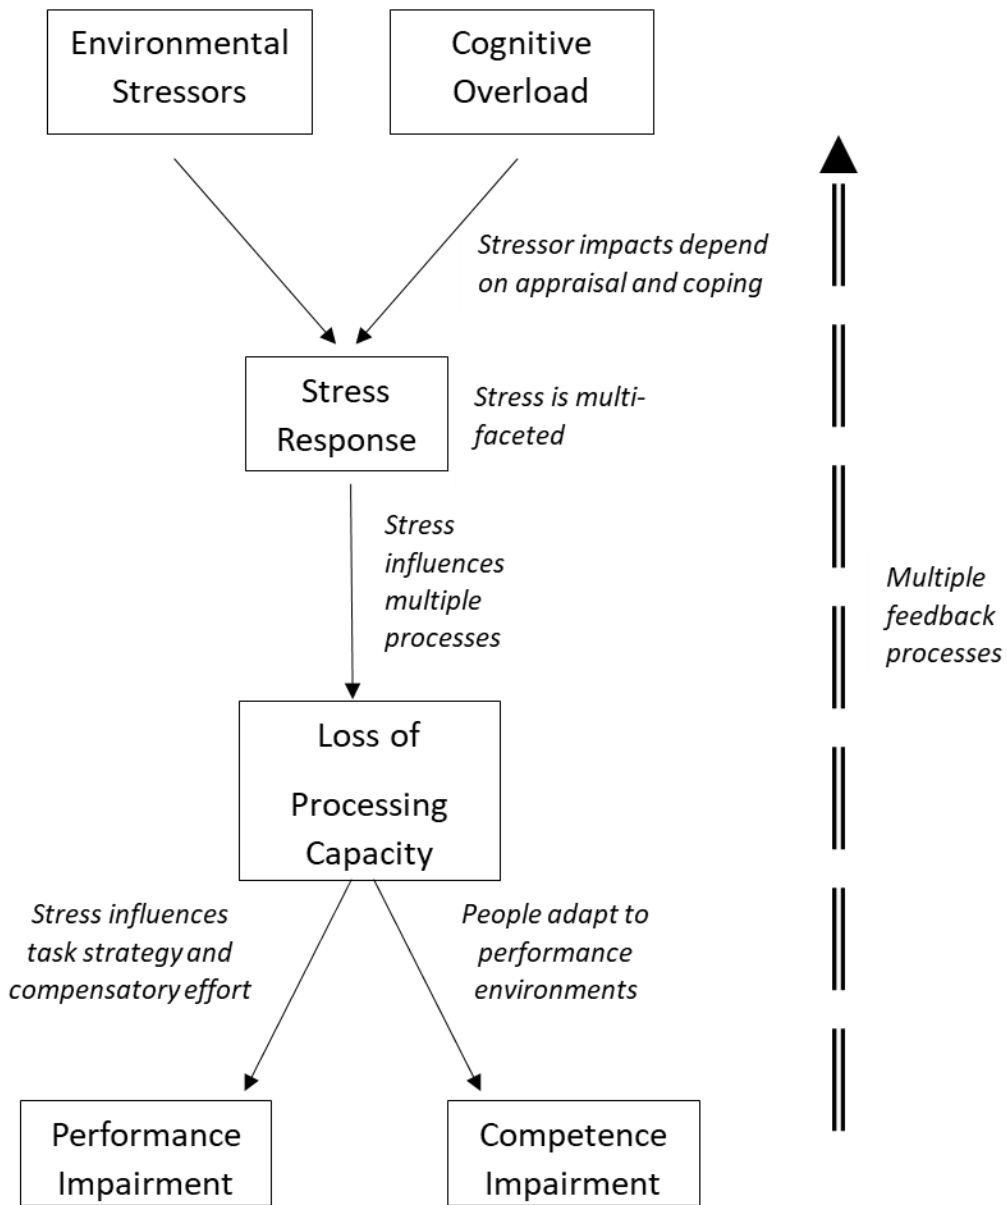 Environmental
Stressors
Cognitive
Overload
Stressor impacts depend
on appraisal and coping
Stress
Response
Stress is multi-
faceted
Stress
influences
multiple
processes
Multiple
feedback
processes
Loss of
Processing
Capacity
Stress influences
task strategy and
compensatory effort
People adapt to
performance
environments
Performance
Impairment
Competence
Impairment